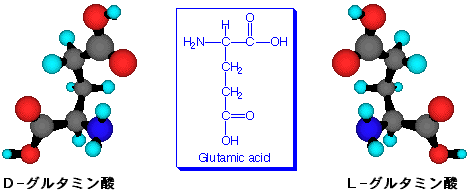 H O
H₂N-C-C-OH
CH₂
CH₂
C=O
OH
Glutamic acid
D-グルタミン酸
L-グルタミン酸